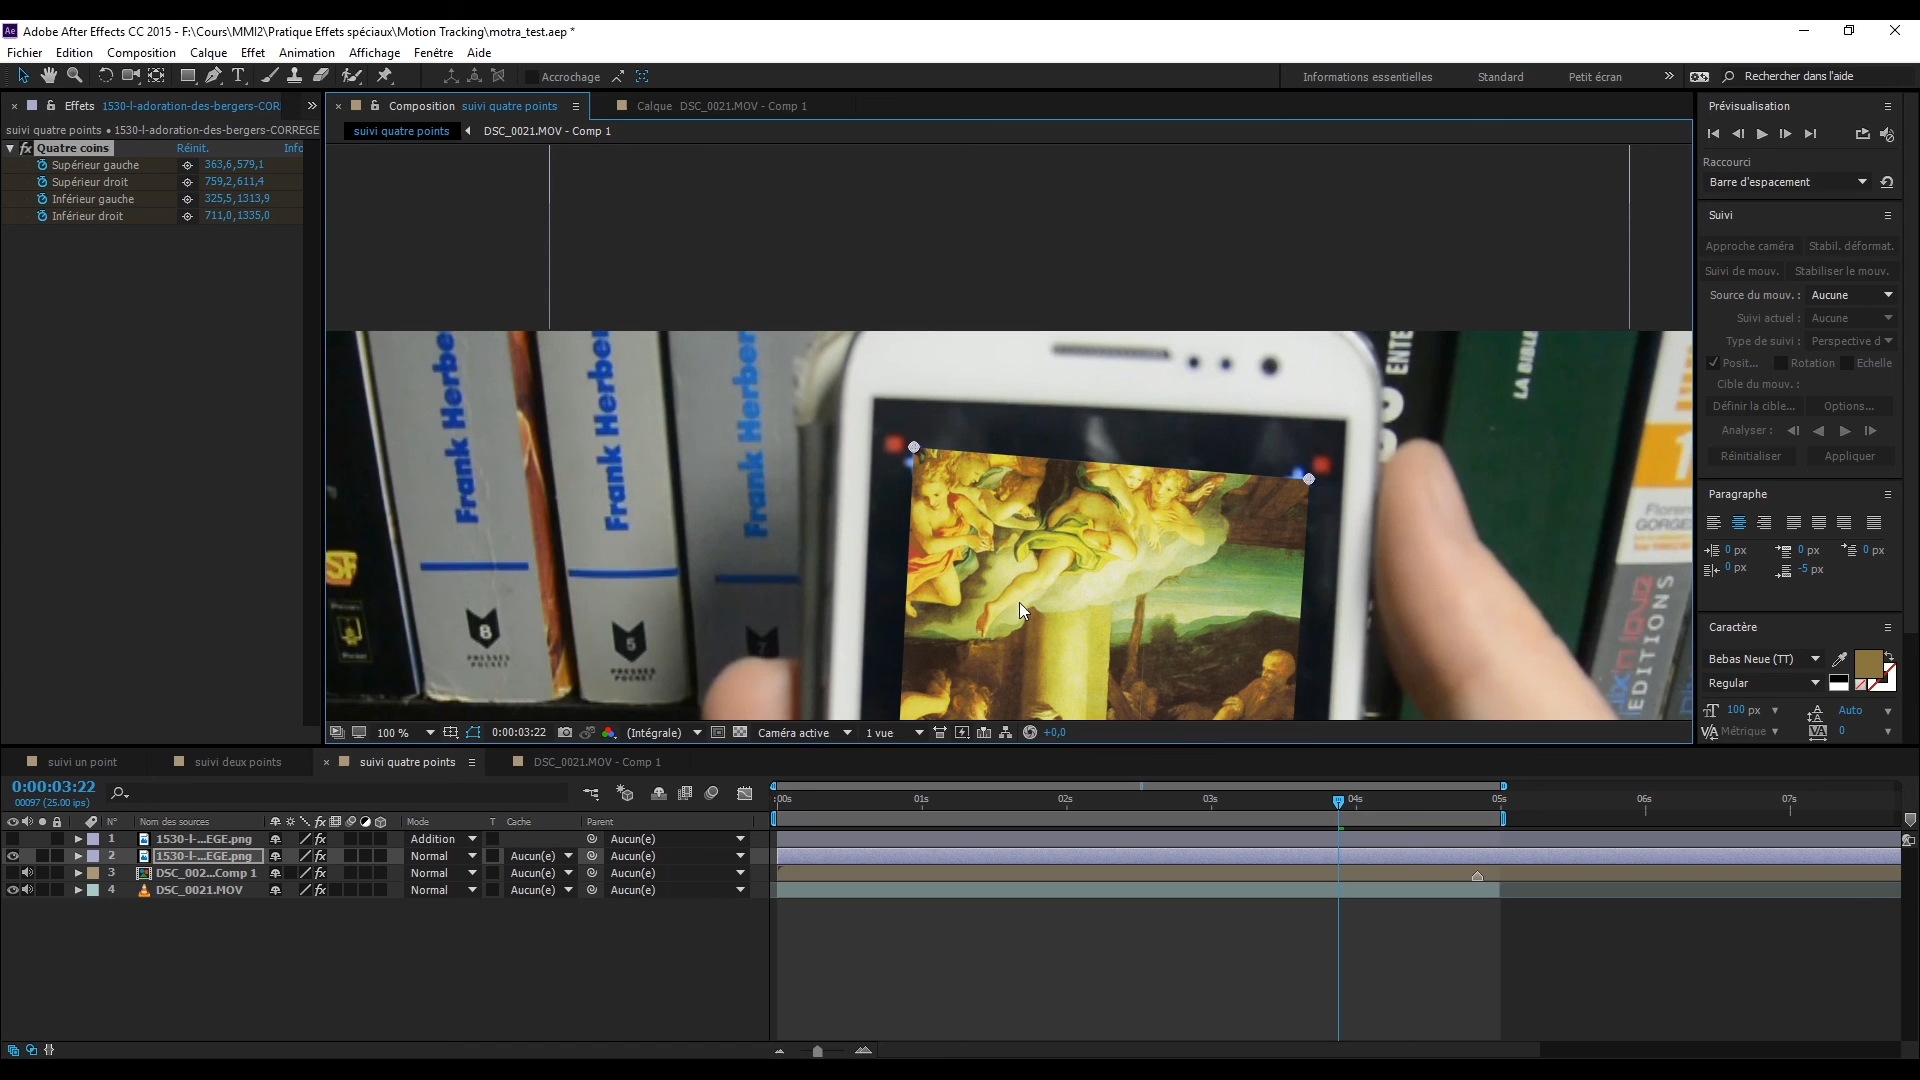 Ae Adobe After Effects CC 2015 - F:\Cours\MMI2\Pratique Effets spéciaux\Motion Tracking\motra_test.aep *
Fichier Edition Composition Calque Effet Animation Affichage Fenêtre Aide
Accrochage Informations essentielles Standard Petit écran Rechercher dans l'aide
Effets 1530-l-adoration-des-bergers-COR
suivi quatre points • 1530-l-adoration-des-bergers-CORREGE
fx Quatre coins Réinit. Info
Supérieur gauche 363,6,579,1
Supérieur droit 759,2,611,4
Inférieur gauche 325,5,1313,9
Inférieur droit 711,0,1335,0
Composition suivi quatre points
Calque DSC_0021.MOV - Comp 1
suivi quatre points DSC_0021.MOV - Comp 1
Frank Herber
Frank Herber
Frank Herber
SF
8
PRESSES
POCKET
5
PRESSES
POCKET
7
ENTE
LA BIBL
EDITIONS
100 % 0:00:03:22 (Intégrale) Caméra active 1 vue +0,0
Prévisualisation
Raccourci
Barre d'espacement
Suivi
Approche caméra Stabil. déformat.
Suivi de mouv. Stabiliser le mouv.
Source du mouv. : Aucune
Suivi actuel : Aucune
Type de suivi : Perspective d
Posit... Rotation Echelle
Cible du mouv. :
Définir la cible... Options...
Analyser :
Réinitialiser Appliquer
Paragraphe
0 px 0 px 0 px
0 px -5 px
Caractère
Bebas Neue (TT)
Regular
100 px Auto
Métrique 0
suivi un point suivi deux points suivi quatre points DSC_0021.MOV - Comp 1
0:00:03:22
00097 (25.00 ips)
N° Nom des sources Mode T Cache Parent
1 1530-l-...EGE.png Addition Aucun(e)
2 1530-l-...EGE.png Normal Aucun(e) Aucun(e)
3 DSC_002...Comp 1 Normal Aucun(e) Aucun(e)
4 DSC_0021.MOV Normal Aucun(e) Aucun(e)
:00s 01s 02s 03s 04s 05s 06s 07s